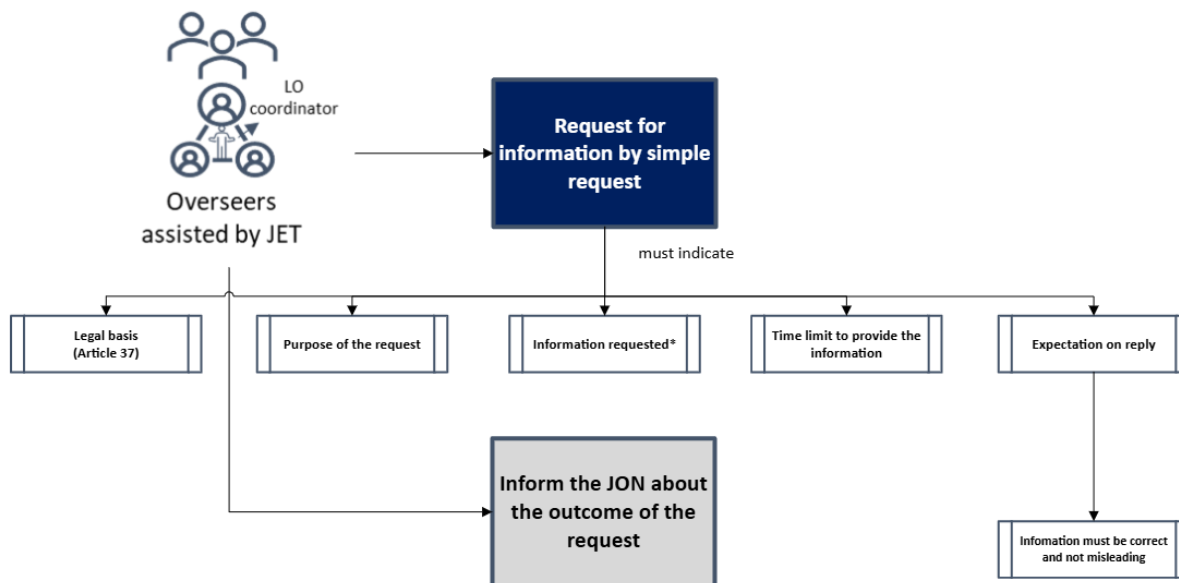 LO
coordinator
Overseers
assisted by JET
Request for
information by simple
request
must indicate
Legal basis
(Article 37)
Purpose of the request
Information requested*
Time limit to provide the
information
Expectation on reply
Inform the JON about
the outcome of the
request
Infomation must be correct
and not misleading